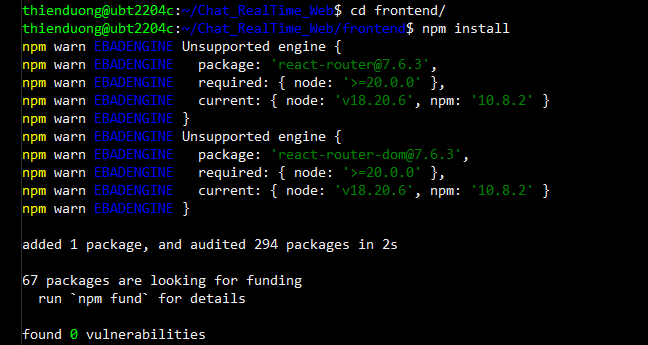 thienduong@ubt2204c:~/Chat_RealTime_Web$ cd frontend/
thienduong@ubt2204c:~/Chat_RealTime_Web/frontend$ npm install
npm warn EBADENGINE Unsupported engine {
npm warn EBADENGINE   package: 'react-router@7.6.3',
npm warn EBADENGINE   required: { node: '>=20.0.0' },
npm warn EBADENGINE   current: { node: 'v18.20.6', npm: '10.8.2' }
npm warn EBADENGINE }
npm warn EBADENGINE Unsupported engine {
npm warn EBADENGINE   package: 'react-router-dom@7.6.3',
npm warn EBADENGINE   required: { node: '>=20.0.0' },
npm warn EBADENGINE   current: { node: 'v18.20.6', npm: '10.8.2' }
npm warn EBADENGINE }
added 1 package, and audited 294 packages in 2s
67 packages are looking for funding
  run `npm fund` for details
found 0 vulnerabilities